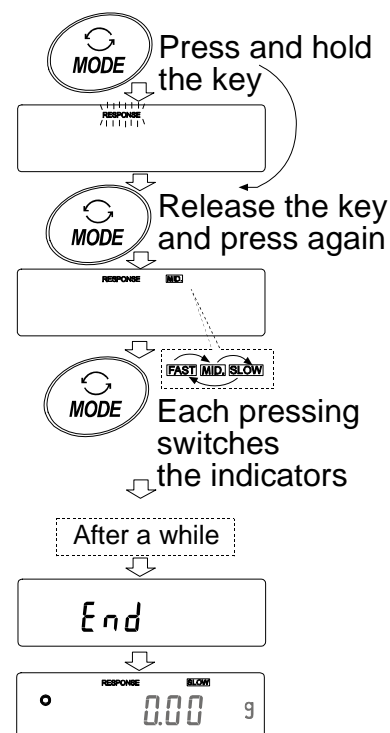 MODE
Press and hold
the key
RESPONSE
MODE
Release the key
and press again
RESPONSE MID.
FAST MID. SLOW
MODE
Each pressing
switches
the indicators
After a while
End
RESPONSE SLOW
0.00 g